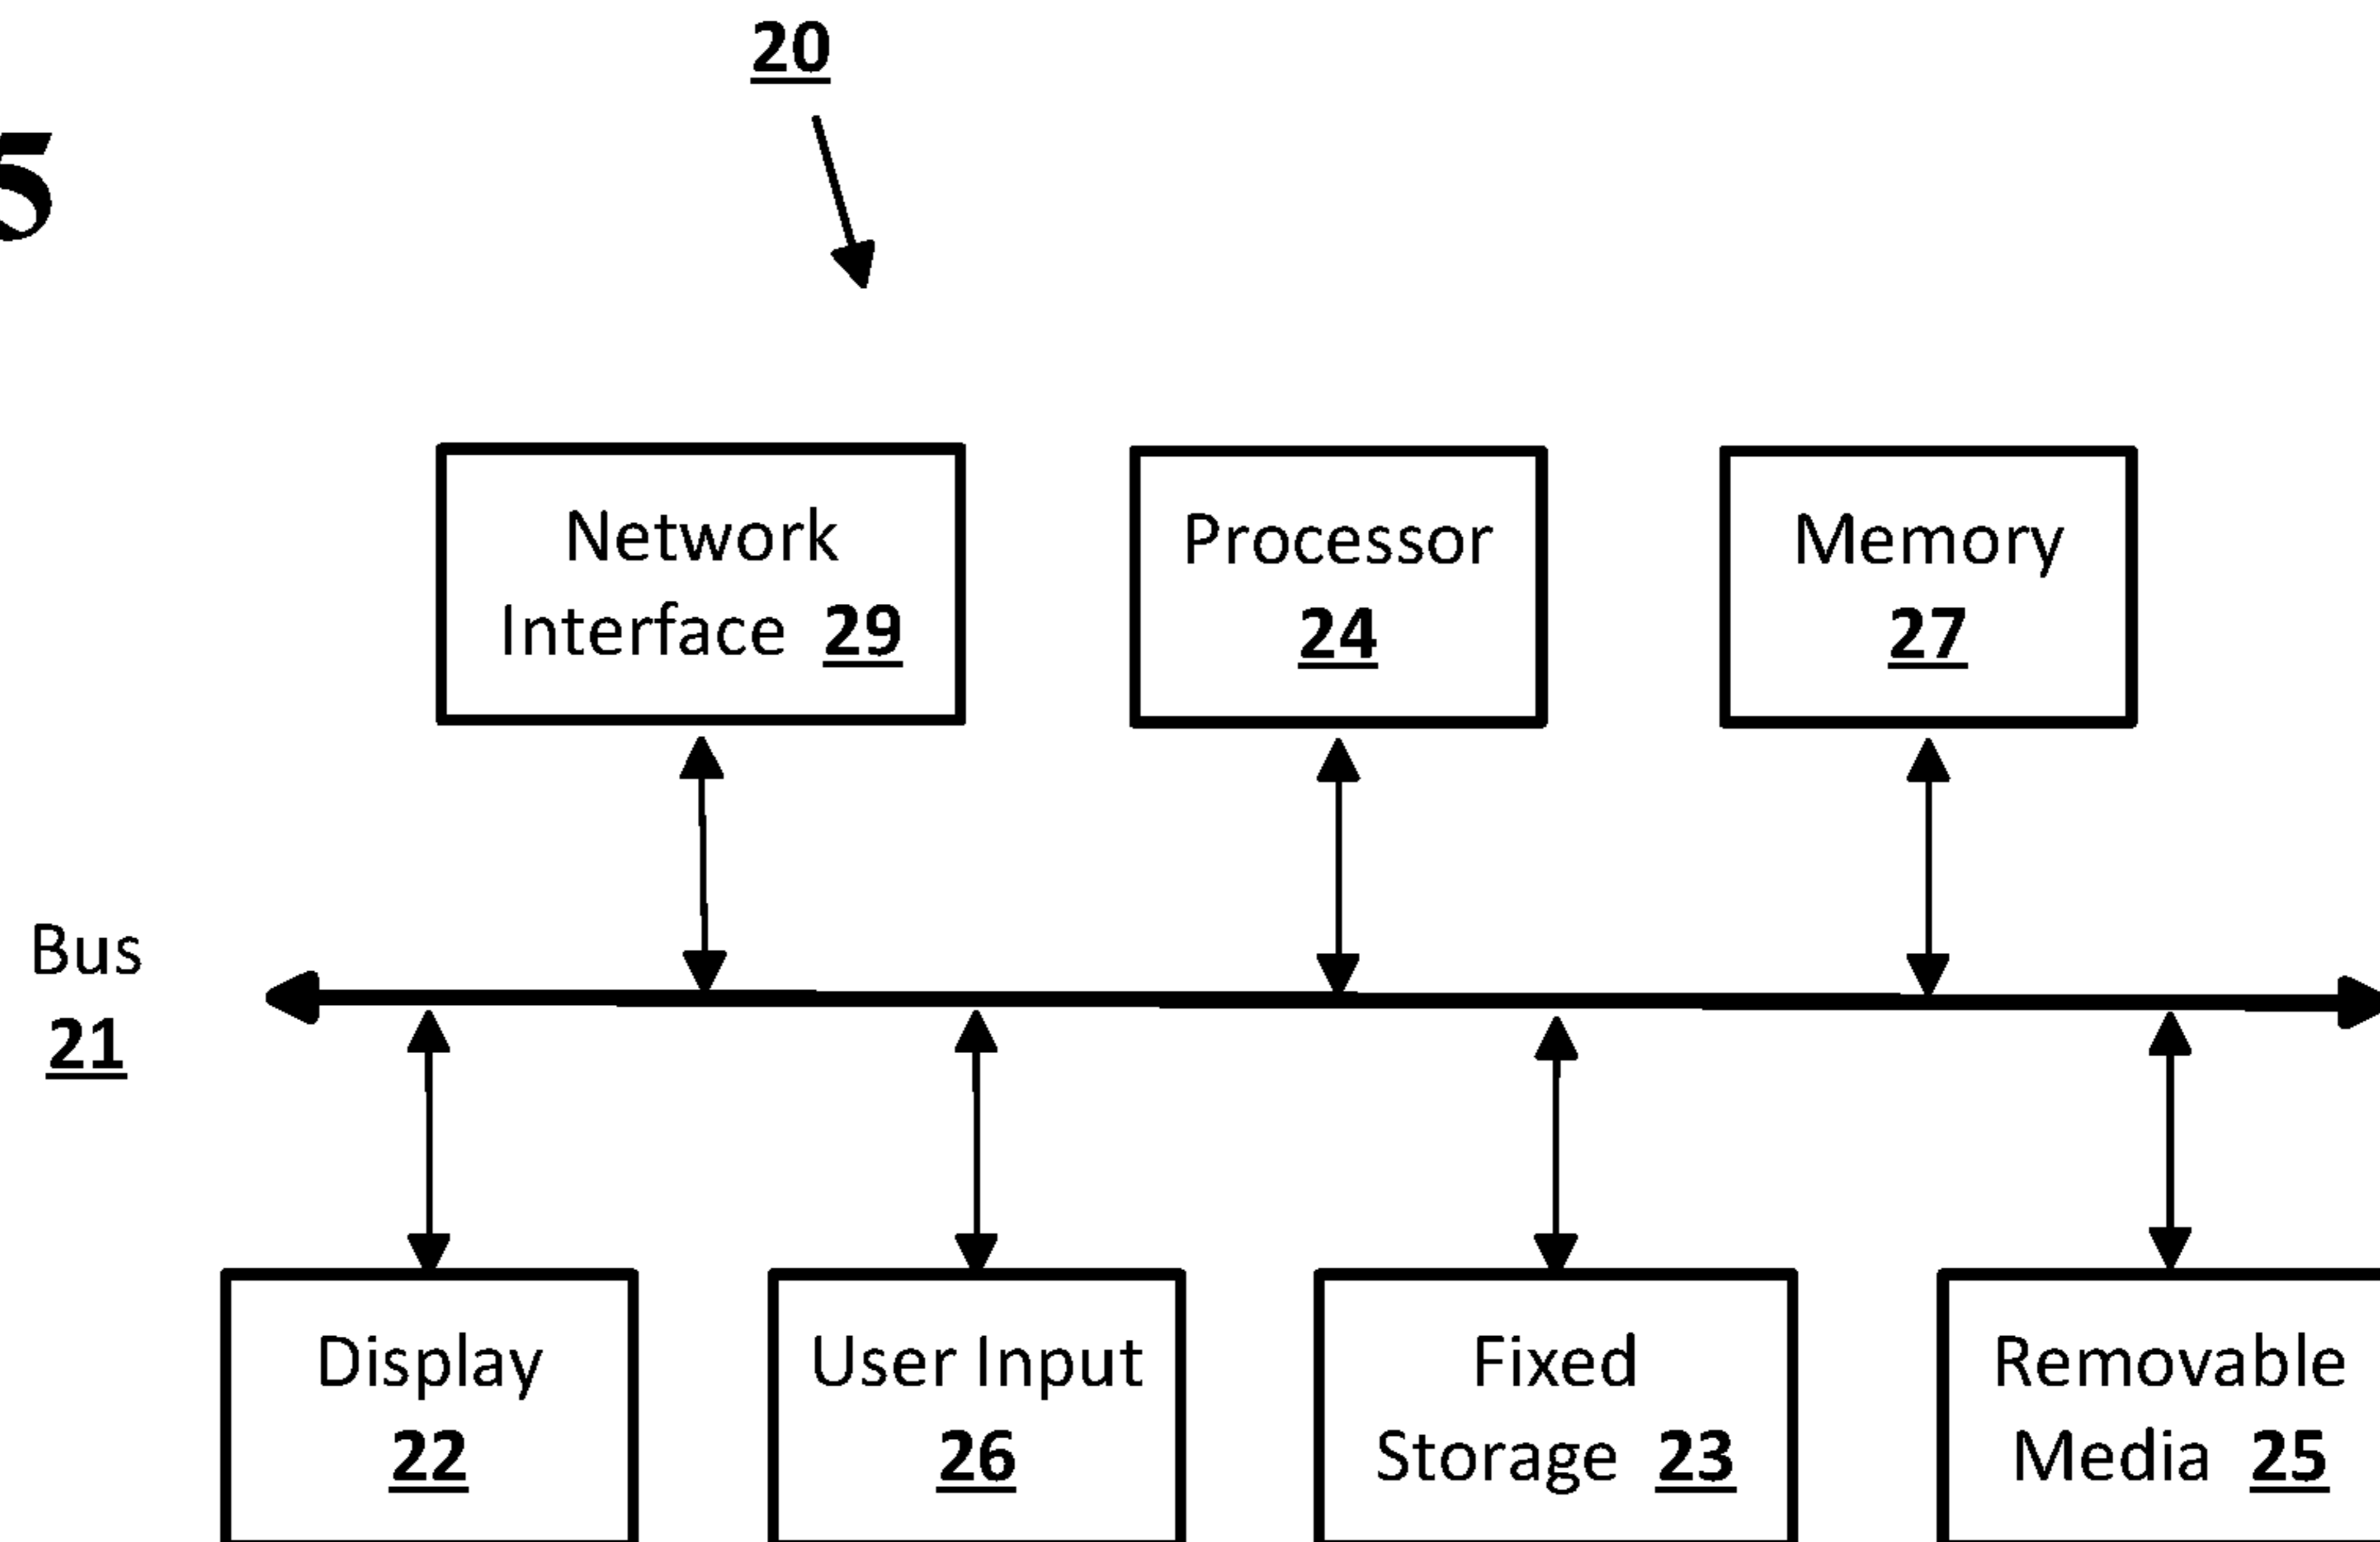 20
5
Network
Interface 29
Processor
24
Memory
27
Bus
21
Display
22
User Input
26
Fixed
Storage 23
Removable
Media 25